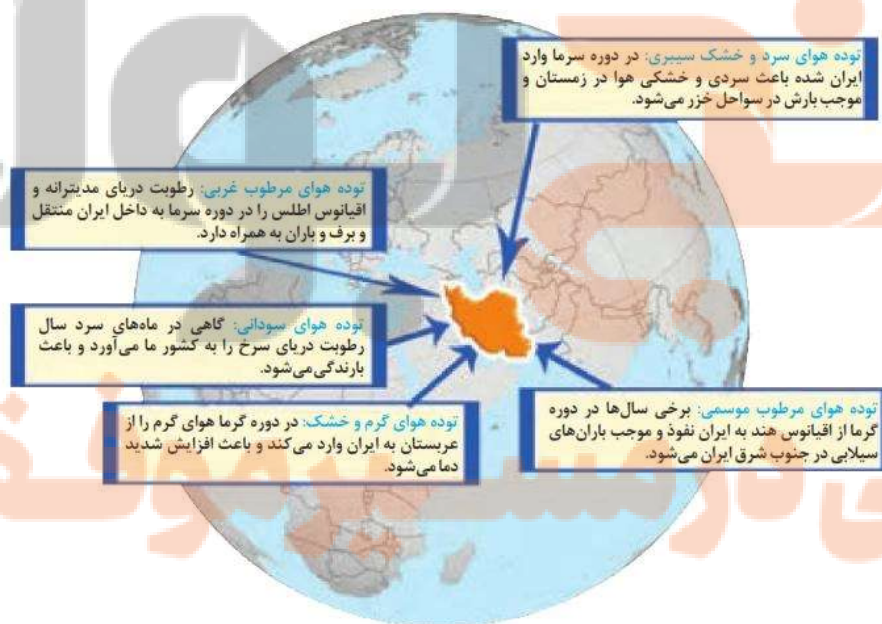 توده هوای سرد و خشک سیبری: در دوره سرما وارد
ایران شده باعث سردی و خشکی هوا در زمستان و
موجب بارش در سواحل خزر می‌شود.
توده هوای مرطوب غربی: رطوبت دریای مدیترانه و
اقیانوس اطلس را در دوره سرما به داخل ایران منتقل
و برف و باران به همراه دارد.
توده هوای سودانی: گاهی در ماه‌های سرد سال
رطوبت دریای سرخ را به کشور ما می‌آورد و باعث
بارندگی می‌شود.
توده هوای گرم و خشک: در دوره گرما هوای گرم را از
عربستان به ایران وارد می‌کند و باعث افزایش شدید
دما می‌شود.
توده هوای مرطوب موسمی: برخی سال‌ها در دوره
گرما از اقیانوس هند به ایران نفوذ و موجب باران‌های
سیلابی در جنوب شرق ایران می‌شود.